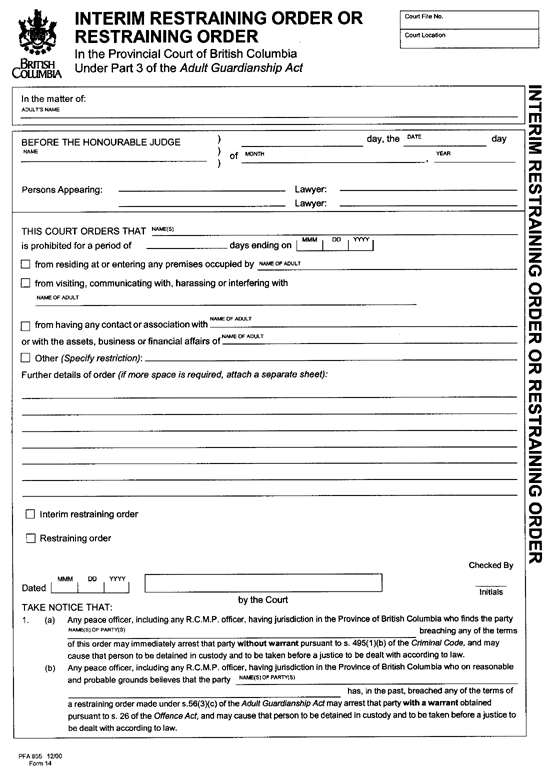 INTERIM RESTRAINING ORDER OR
RESTRAINING ORDER
In the Provincial Court of British Columbia
Under Part 3 of the Adult Guardianship Act
BRITISH
COLUMBIA
Court File No.
Court Location
In the matter of:
ADULT'S NAME
BEFORE THE HONOURABLE JUDGE ) day, the DATE day
NAME ) of MONTH , YEAR
)
Persons Appearing: Lawyer:
Lawyer:
THIS COURT ORDERS THAT NAME(S)
is prohibited for a period of days ending on MMM DD YYYY
from residing at or entering any premises occupied by NAME OF ADULT
from visiting, communicating with, harassing or interfering with
NAME OF ADULT
from having any contact or association with NAME OF ADULT
or with the assets, business or financial affairs of NAME OF ADULT
Other (Specify restriction):
Further details of order (if more space is required, attach a separate sheet):
Interim restraining order
Restraining order
Checked By
Dated MMM DD YYYY
Initials
by the Court
TAKE NOTICE THAT:
1. (a) Any peace officer, including any R.C.M.P. officer, having jurisdiction in the Province of British Columbia who finds the party
NAME(S) OF PARTY(S) breaching any of the terms
of this order may immediately arrest that party without warrant pursuant to s. 495(1)(b) of the Criminal Code, and may
cause that person to be detained in custody and to be taken before a justice to be dealt with according to law.
(b) Any peace officer, including any R.C.M.P. officer, having jurisdiction in the Province of British Columbia who on reasonable
and probable grounds believes that the party NAME(S) OF PARTY(S)
has, in the past, breached any of the terms of
a restraining order made under s.56(3)(c) of the Adult Guardianship Act may arrest that party with a warrant obtained
pursuant to s. 26 of the Offence Act, and may cause that person to be detained in custody and to be taken before a justice to
be dealt with according to law.
PFA 855 12/00
Form 14
INTERIM RESTRAINING ORDER OR RESTRAINING ORDER